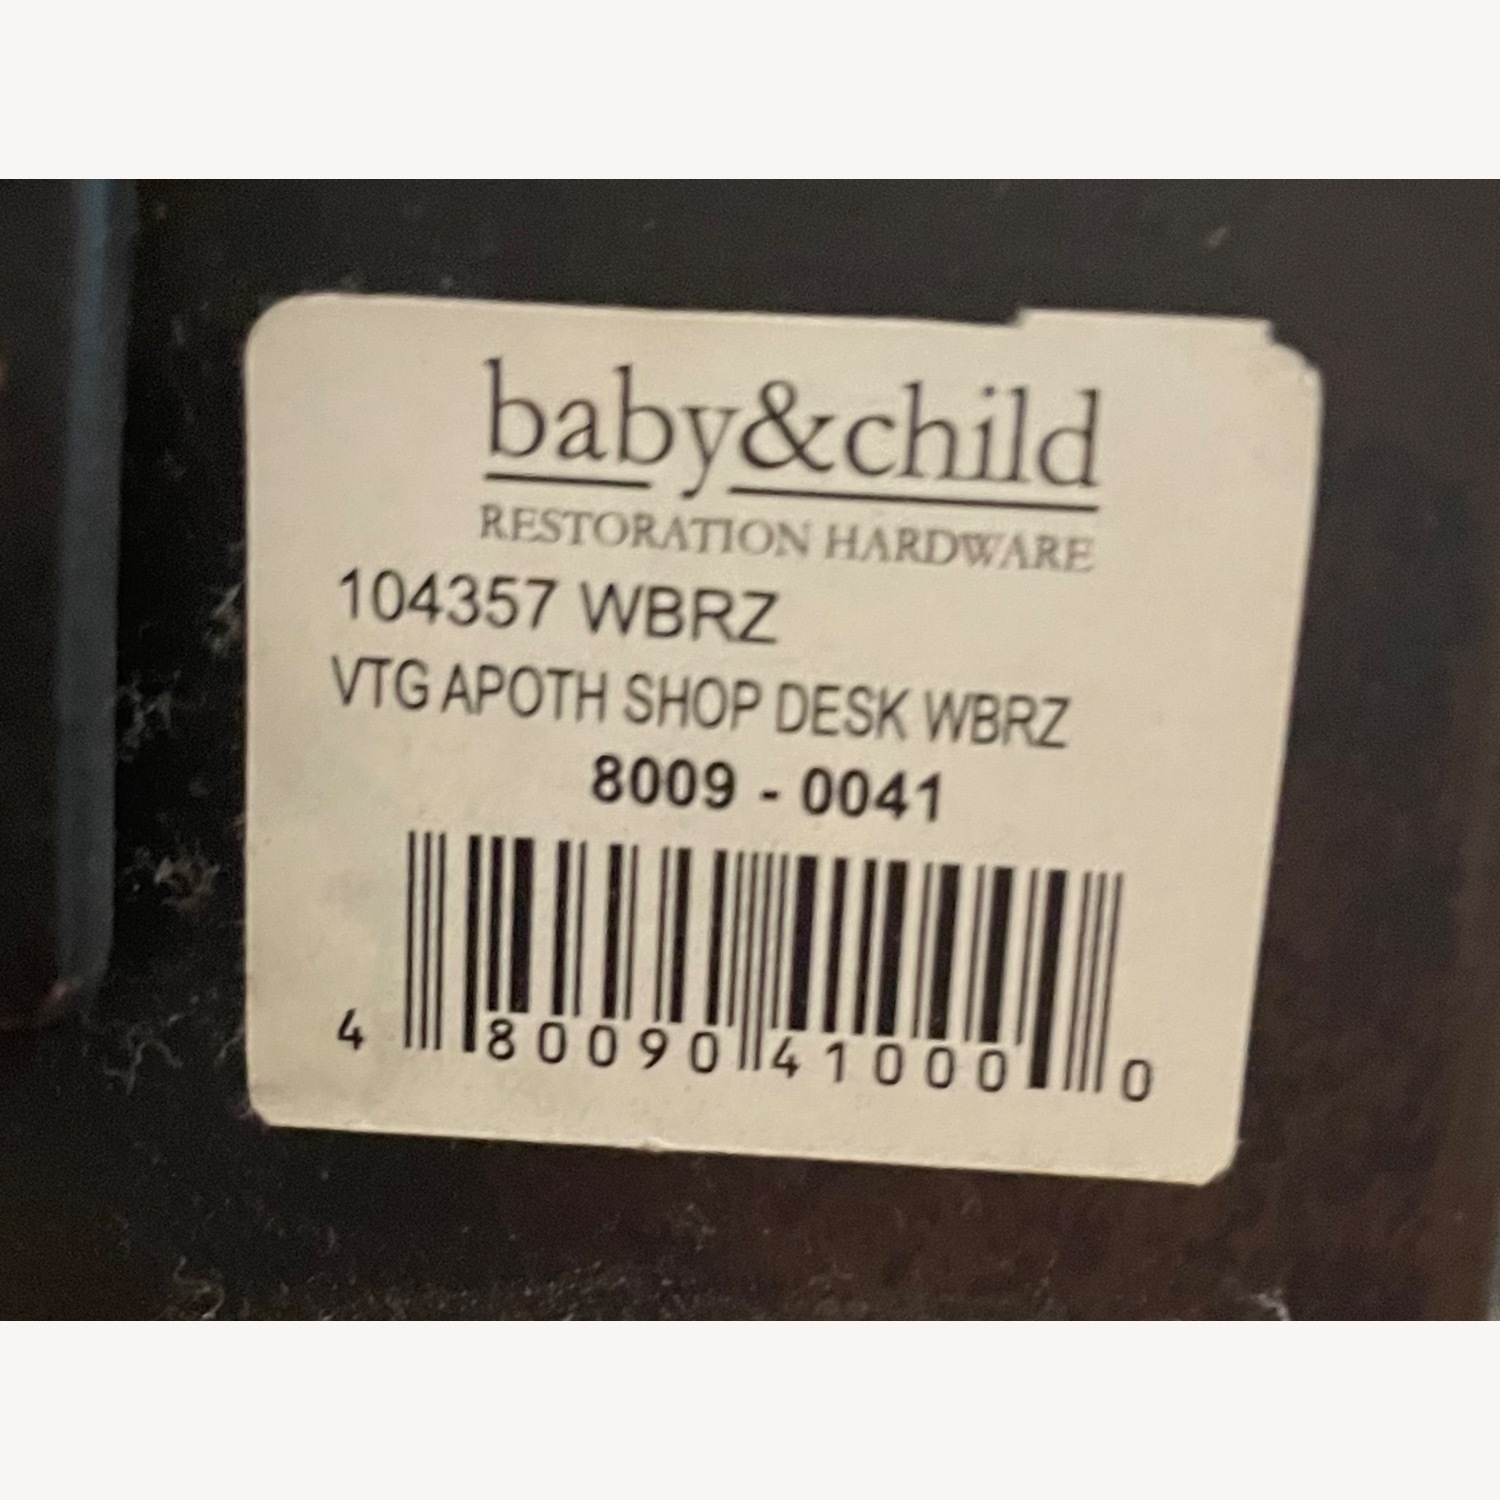 baby&child
RESTORATION HARDWARE
104357 WBRZ
VTG APOTH SHOP DESK WBRZ
8009 - 0041
4 80090 41000 0